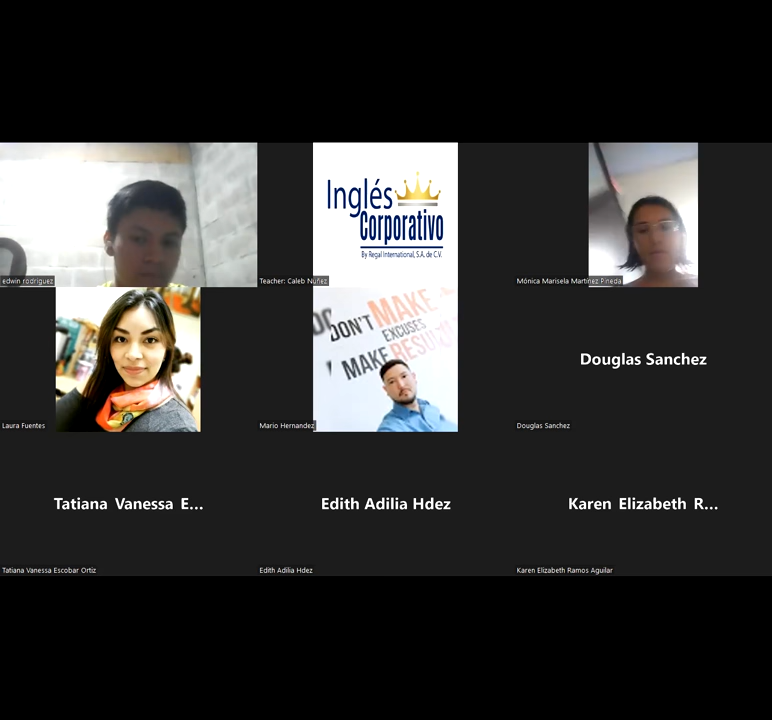 Inglés
Corporativo
By Regal International, S.A. de C.V.
edwin rodriguez
Teacher: Caleb Nuñez
Mónica Marisela Martínez Pineda
DON'T MAKE
EXCUSES
MAKE RESULT
Laura Fuentes
Mario Hernandez
Douglas Sanchez
Douglas Sanchez
Tatiana Vanessa E...
Edith Adilia Hdez
Karen Elizabeth R...
Tatiana Vanessa Escobar Ortiz
Edith Adilia Hdez
Karen Elizabeth Ramos Aguilar